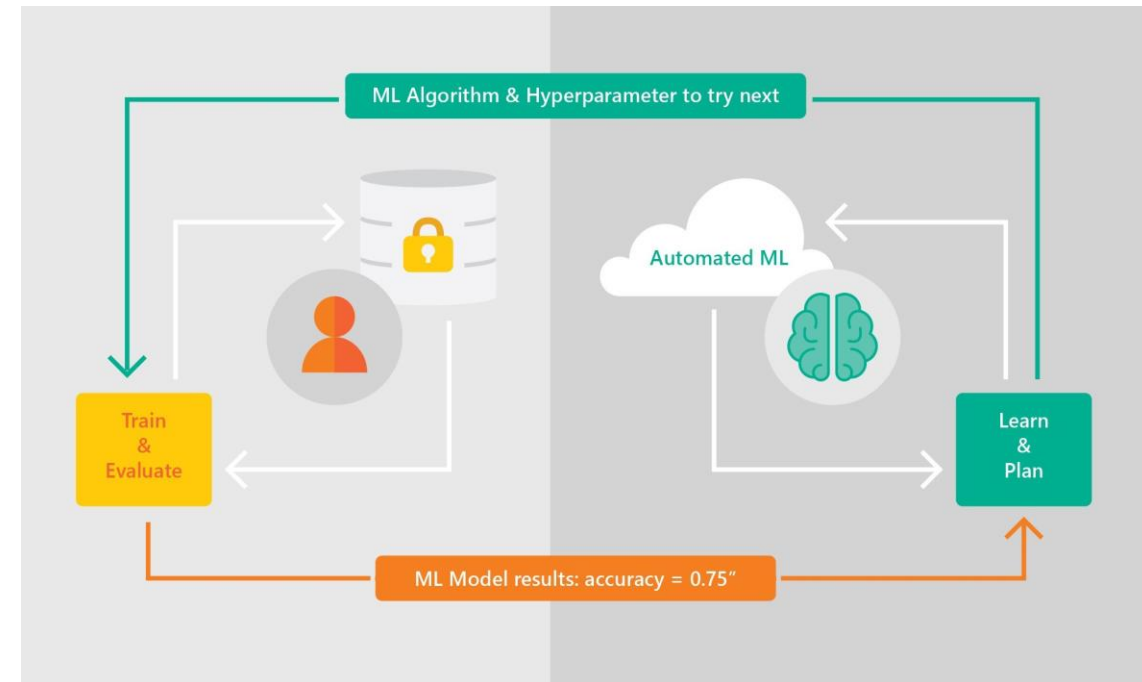 ML Algorithm & Hyperparameter to try next
Automated ML
Train
&
Evaluate
Learn
&
Plan
ML Model results: accuracy = 0.75″